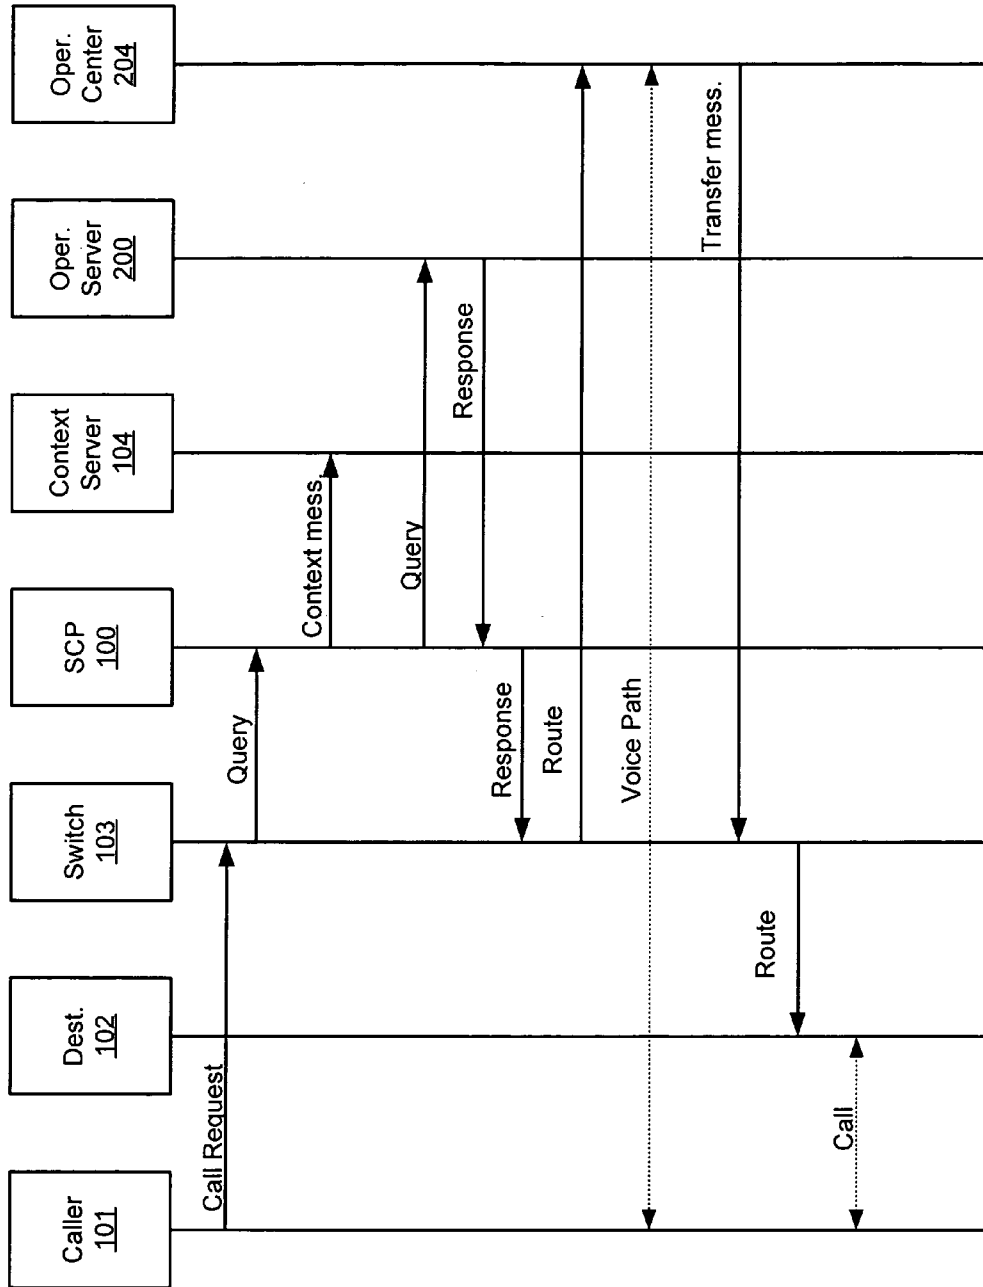 Caller
101
Dest.
102
Switch
103
SCP
100
Context
Server
104
Oper.
Server
200
Oper.
Center
204
Call Request
Query
Context mess.
Query
Response
Response
Route
Voice Path
Transfer mess.
Route
Call